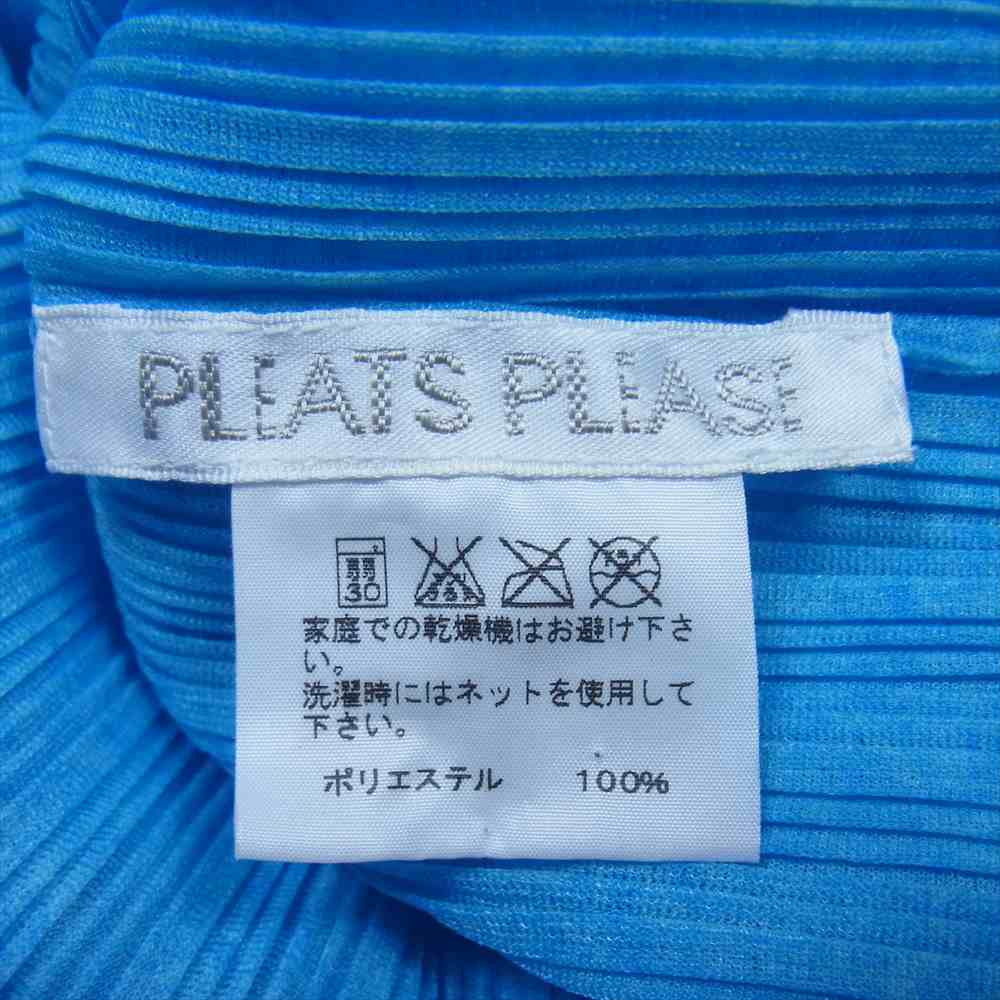 PLEATS PLEASE
弱
30
家庭での乾燥機はお避け下さ
い。
洗濯時にはネットを使用して
下さい。
ポリエステル 100%